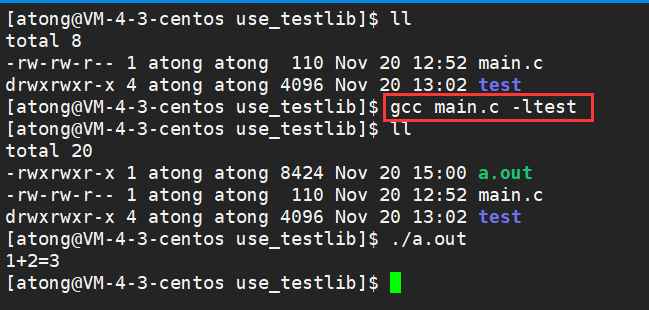 [atong@VM-4-3-centos use_testlib]$ ll
total 8
-rw-rw-r-- 1 atong atong  110 Nov 20 12:52 main.c
drwxrwxr-x 4 atong atong 4096 Nov 20 13:02 test
[atong@VM-4-3-centos use_testlib]$ gcc main.c -ltest
[atong@VM-4-3-centos use_testlib]$ ll
total 20
-rwxrwxr-x 1 atong atong 8424 Nov 20 15:00 a.out
-rw-rw-r-- 1 atong atong  110 Nov 20 12:52 main.c
drwxrwxr-x 4 atong atong 4096 Nov 20 13:02 test
[atong@VM-4-3-centos use_testlib]$ ./a.out
1+2=3
[atong@VM-4-3-centos use_testlib]$